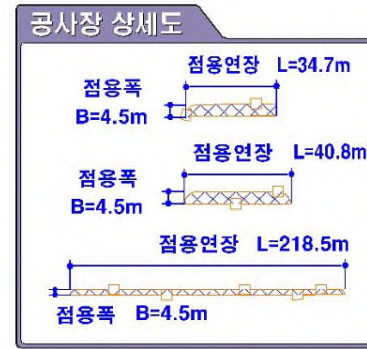 공사장 상세도
점용연장 L=34.7m
점용폭
B=4.5m
점용연장 L=40.8m
점용폭
B=4.5m
점용연장 L=218.5m
점용폭 B=4.5m